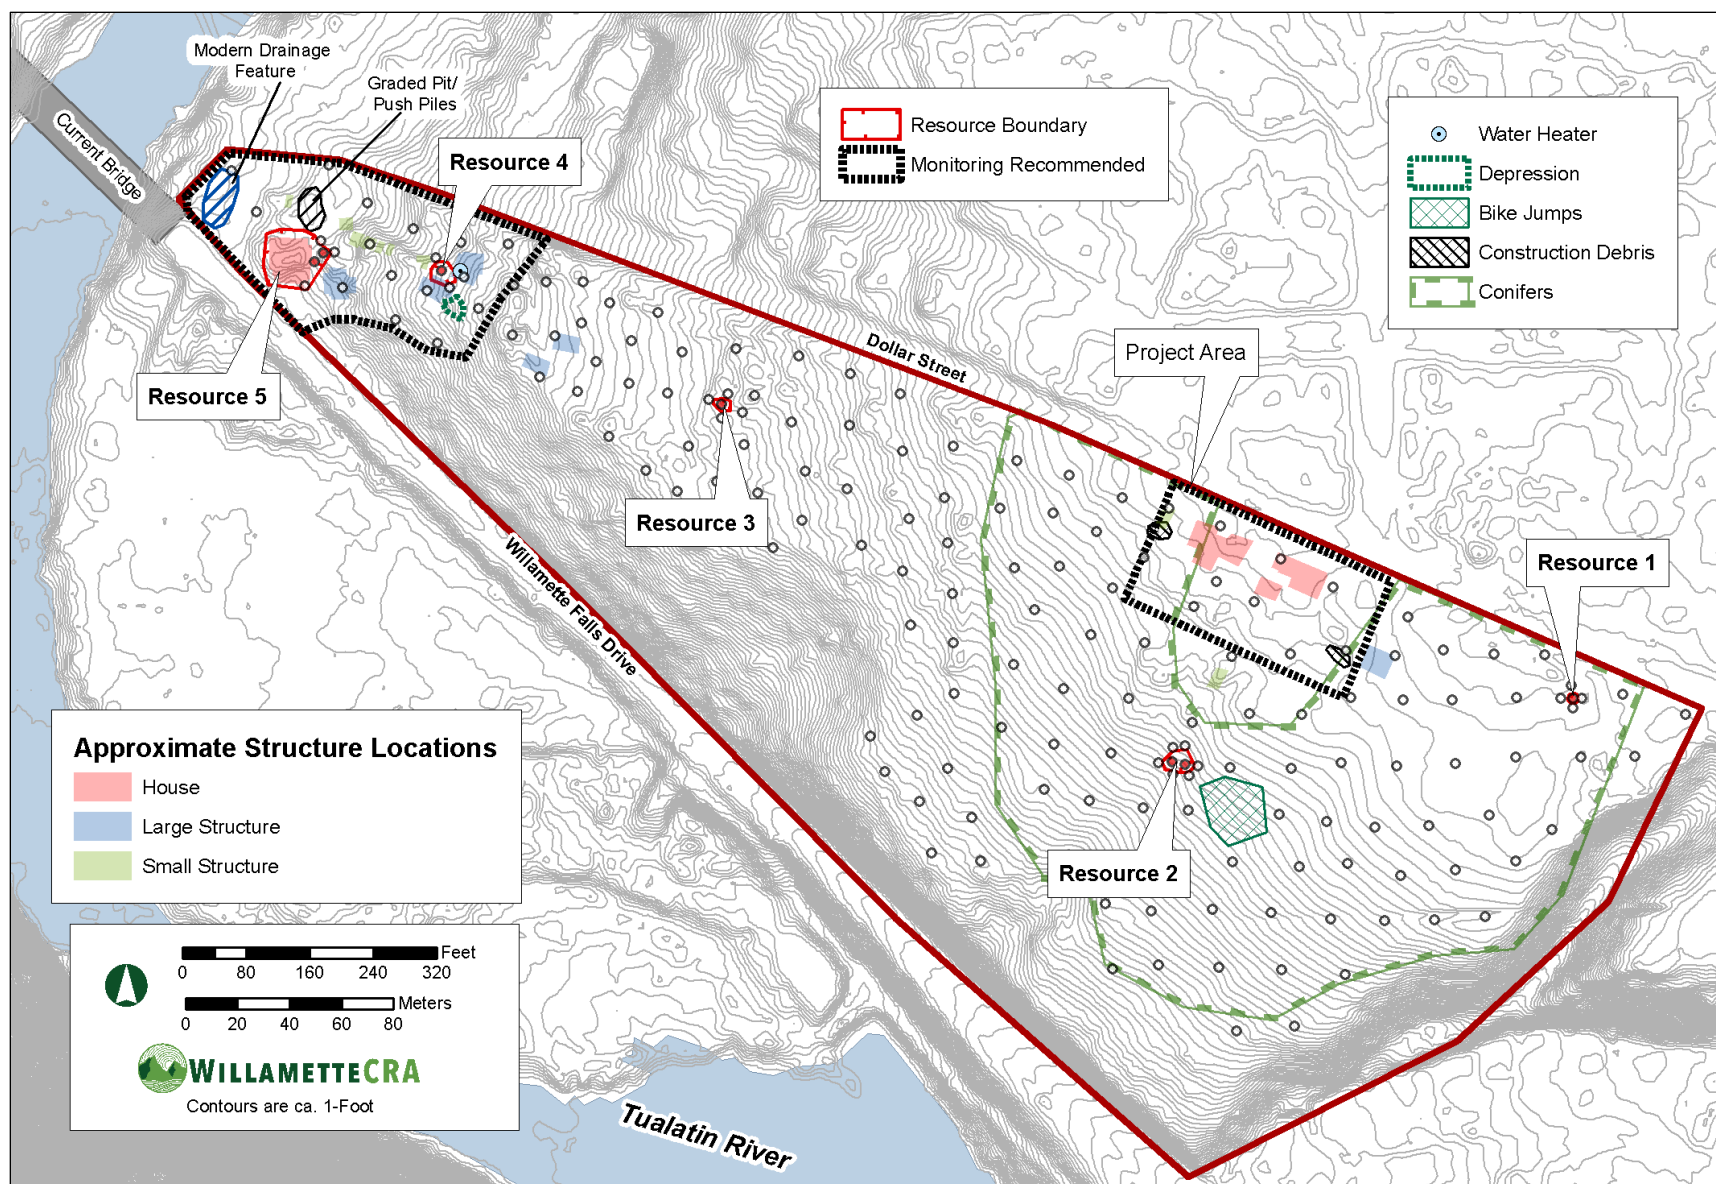 Modern Drainage
Feature
Graded Pit/
Push Piles
Current Bridge
Resource 4
Resource Boundary
Monitoring Recommended
Water Heater
Depression
Bike Jumps
Construction Debris
Conifers
Resource 5
Dollar Street
Project Area
Resource 3
Willamette Falls Drive
Resource 1
Resource 2
Approximate Structure Locations
House
Large Structure
Small Structure
Feet
0 80 160 240 320
Meters
0 20 40 60 80
WILLAMETTECRA
Contours are ca. 1-Foot
Tualatin River